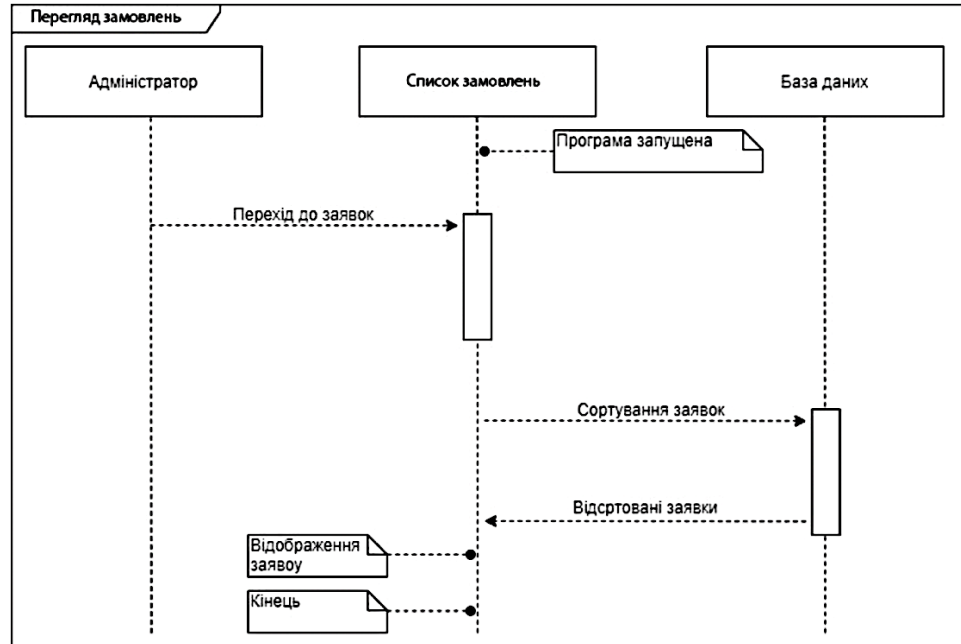 Перегляд замовлень
Адміністратор
Список замовлень
База даних
Програма запущена
Перехід до заявок
Сортування заявок
Відсртовані заявки
Відображення
заявоу
Кінець